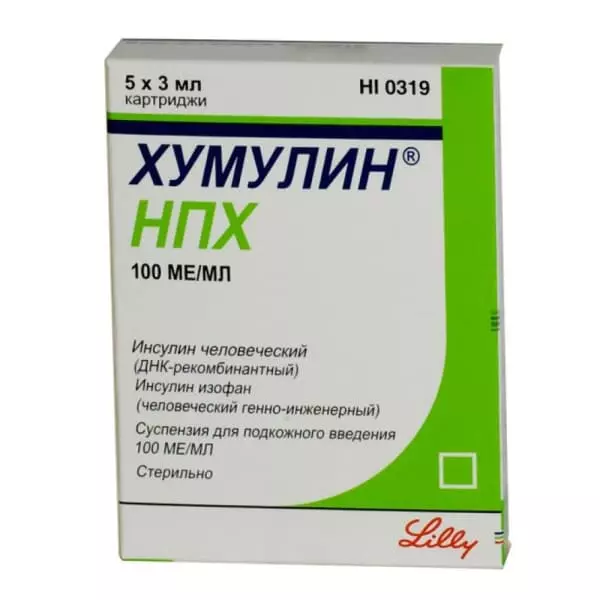 5 x 3 мл
картриджи
HI 0319
ХУМУЛИН®
НПХ
100 МЕ/МЛ
Инсулин человеческий
(ДНК-рекомбинантный)
Инсулин изофан
(человеческий генно-инженерный)
Суспензия для подкожного введения
100 МЕ/МЛ
Стерильно
Lilly